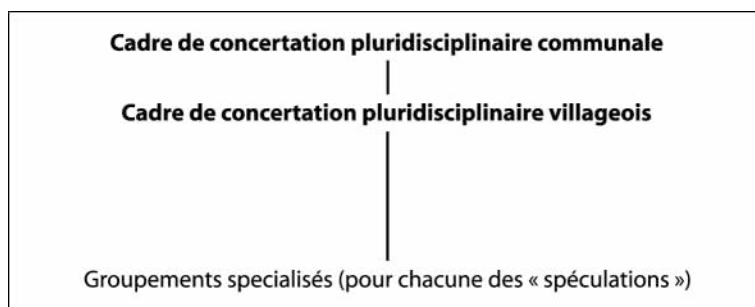 Cadre de concertation pluridisciplinaire communale
Cadre de concertation pluridisciplinaire villageois
Groupements specialisés (pour chacune des « spéculations »)